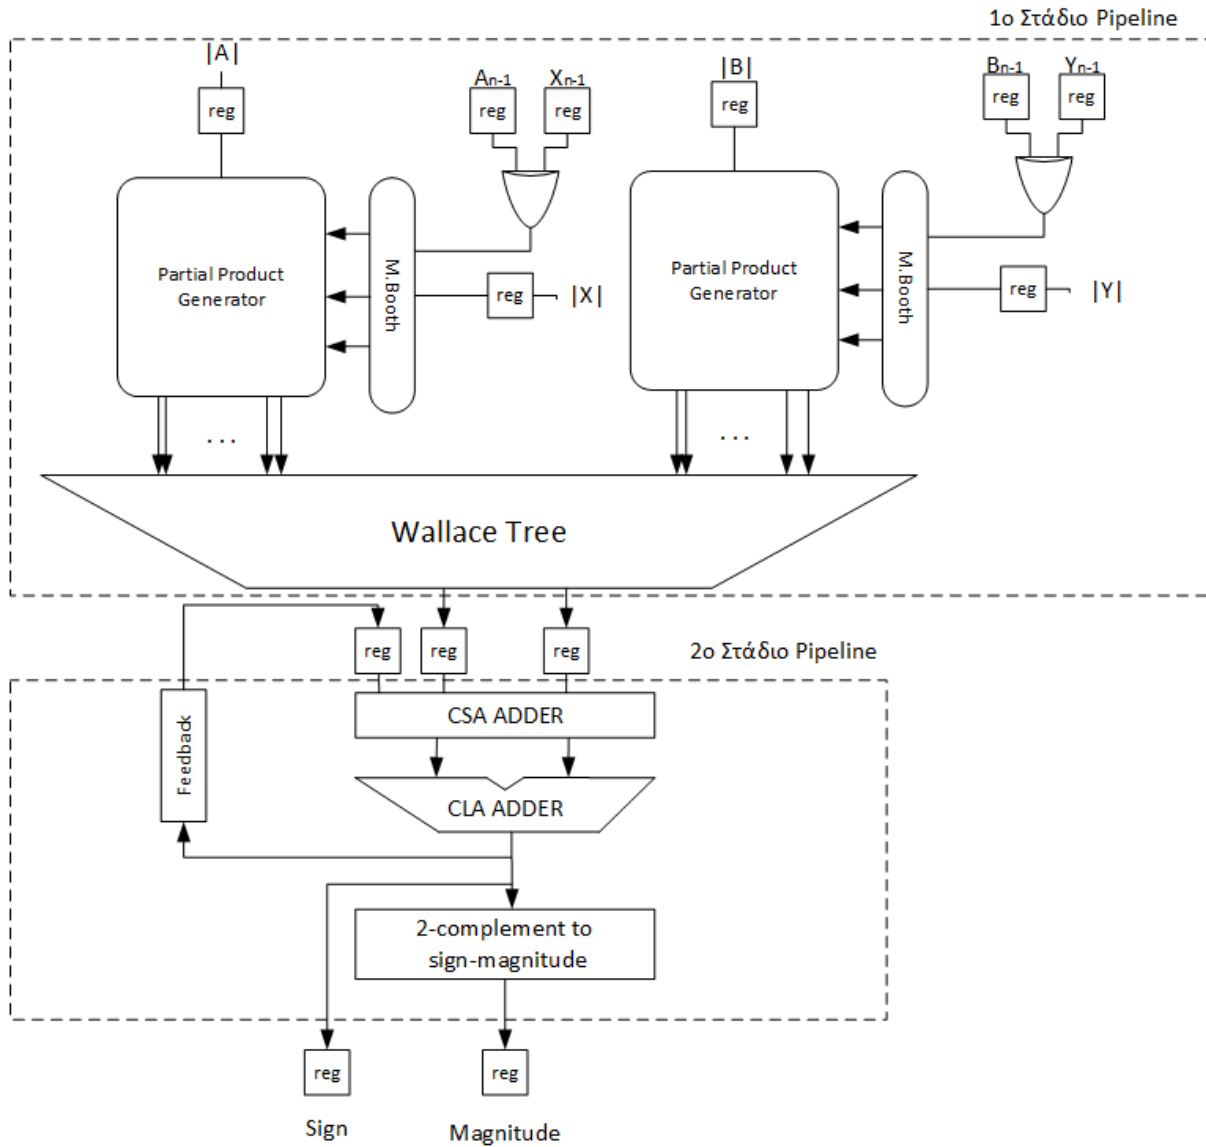 1ο Στάδιο Pipeline
|A|
An-1 Xn-1
|B|
Bn-1 Yn-1
reg
reg
reg
reg
reg
reg
Partial Product
Generator
M.Booth
reg
|X|
Partial Product
Generator
M.Booth
reg
|Y|
. . .
. . .
Wallace Tree
reg
reg
reg
2ο Στάδιο Pipeline
Feedback
CSA ADDER
CLA ADDER
2-complement to
sign-magnitude
reg
reg
Sign
Magnitude